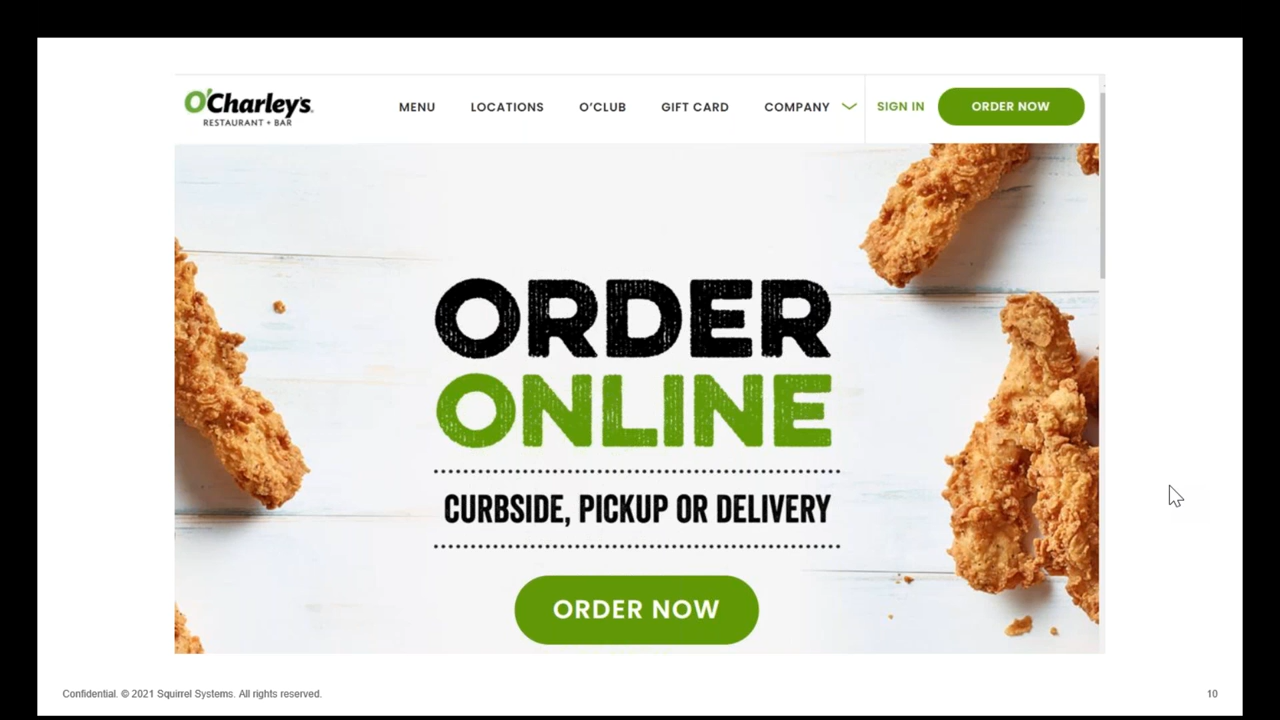 O'Charley's
RESTAURANT + BAR
MENU LOCATIONS O'CLUB GIFT CARD COMPANY SIGN IN ORDER NOW
ORDER
ONLINE
CURBSIDE, PICKUP OR DELIVERY
ORDER NOW
Confidential. © 2021 Squirrel Systems. All rights reserved. 10